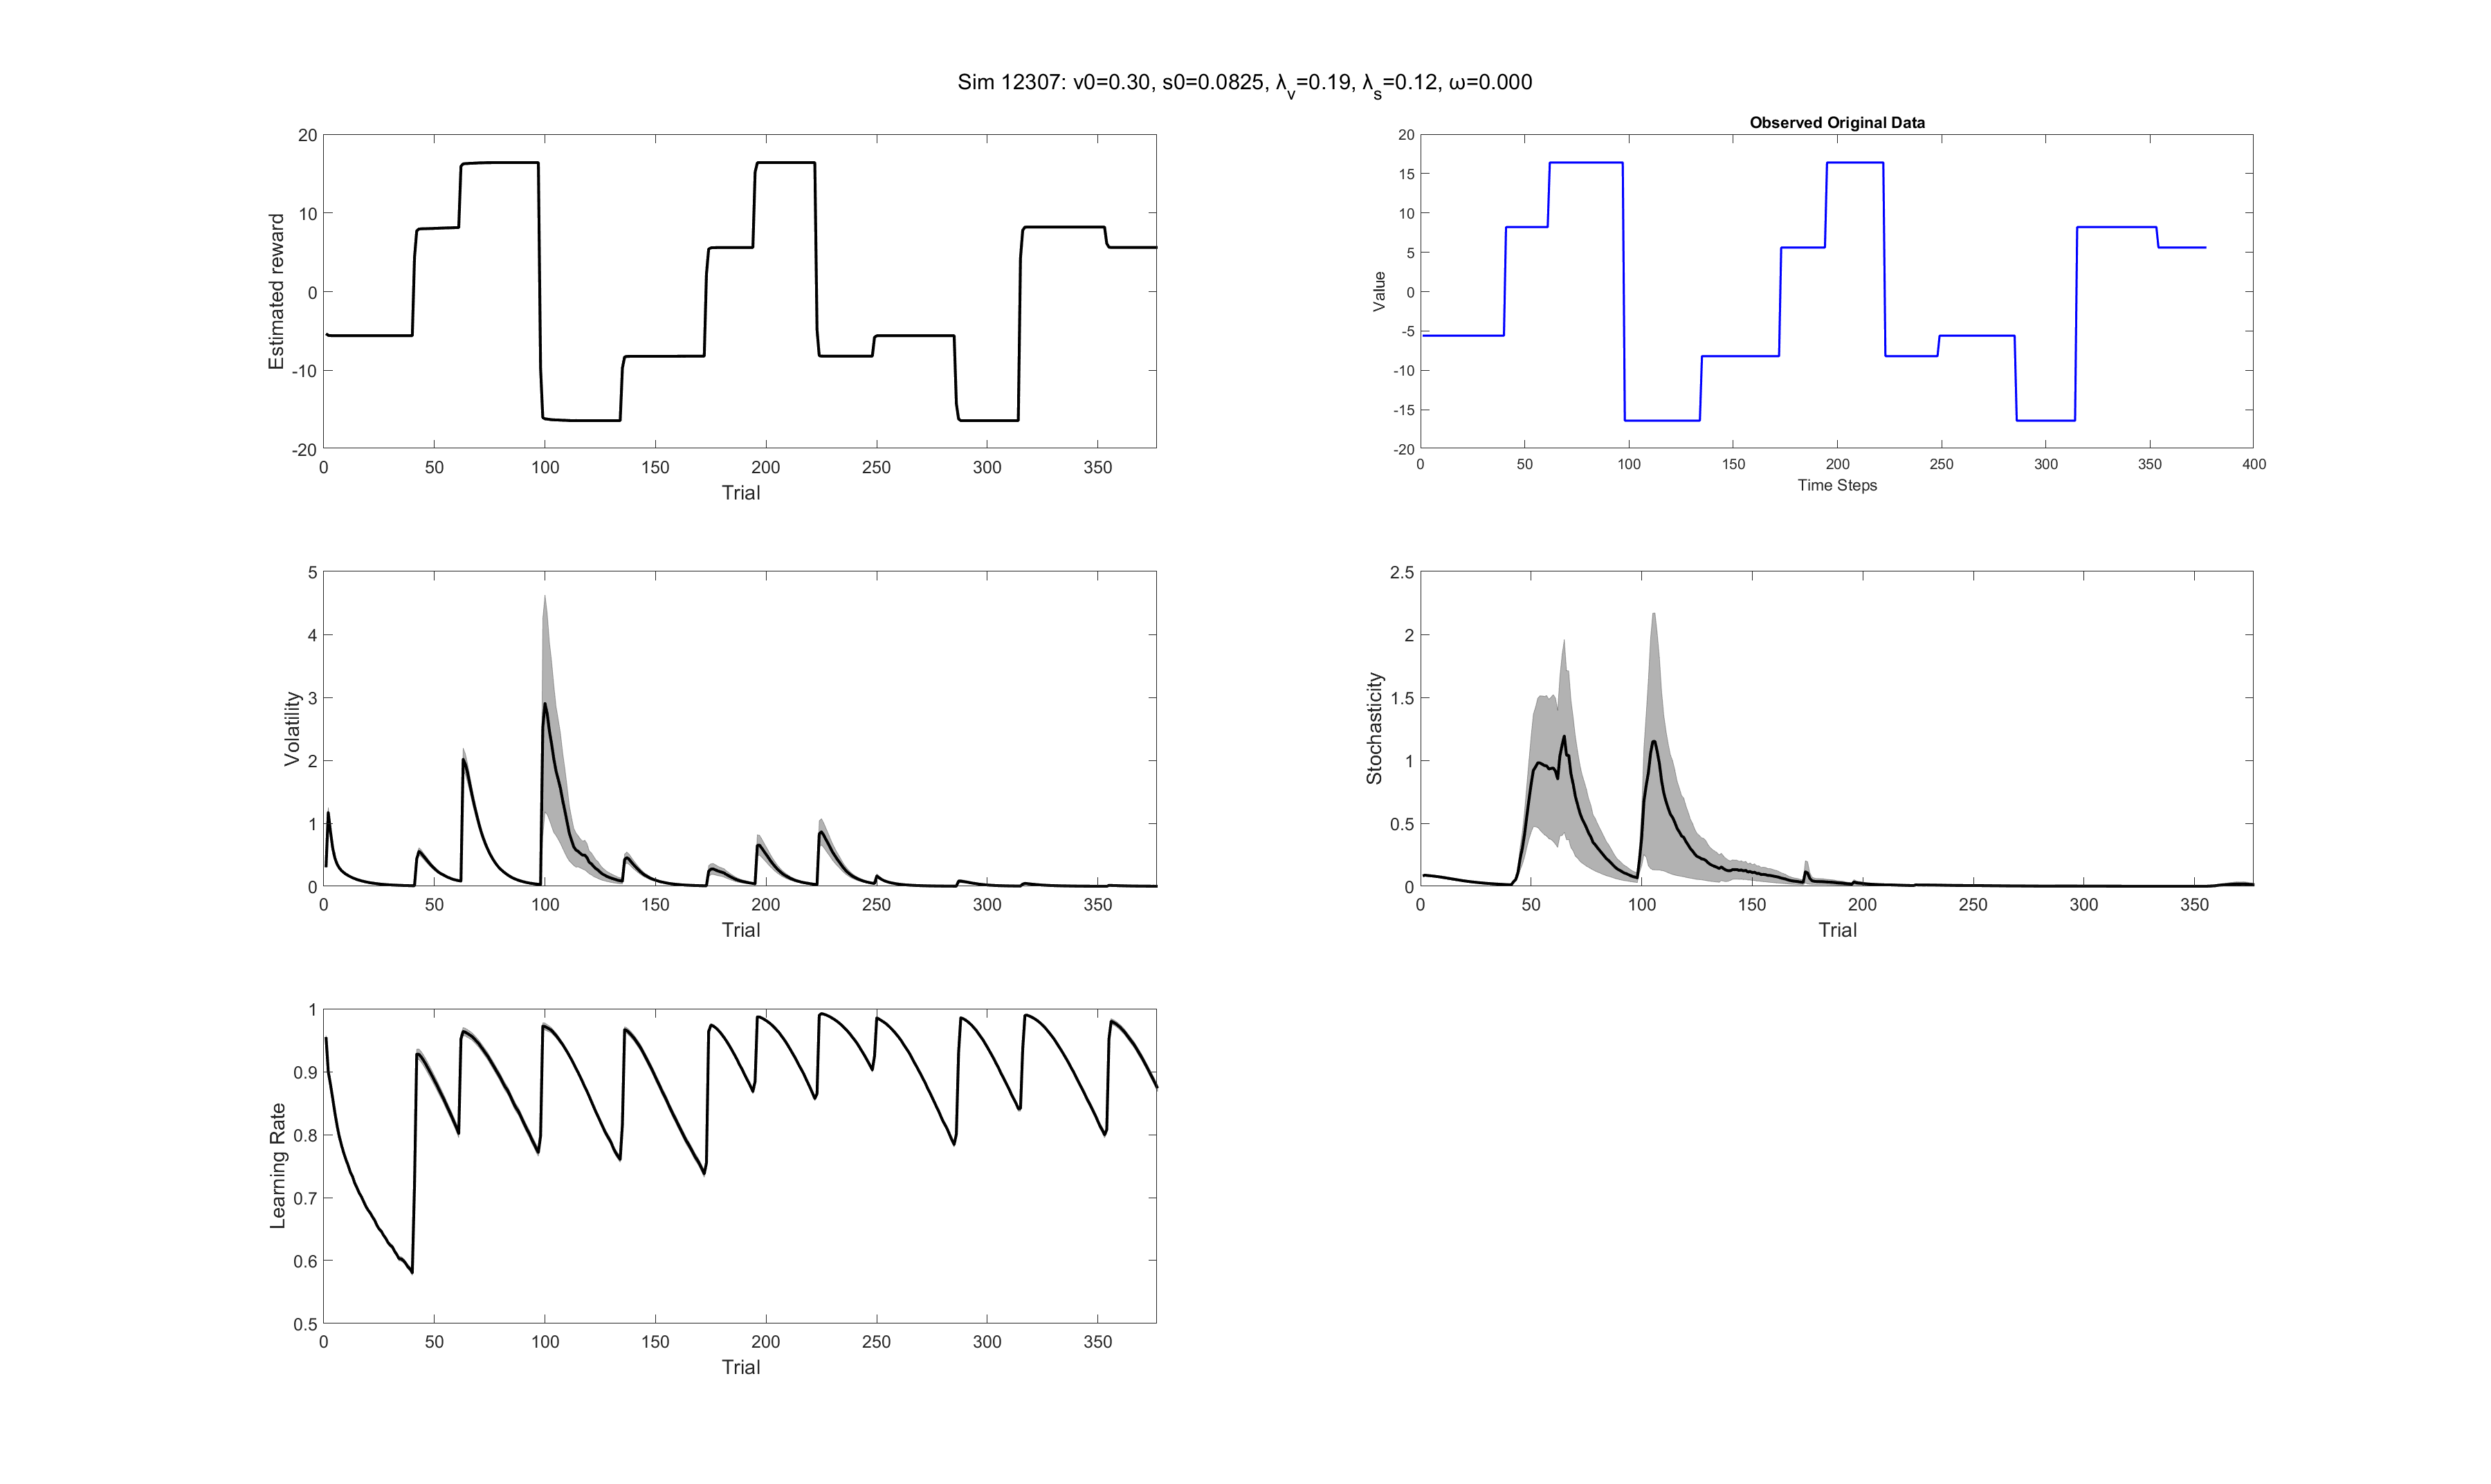 Sim 12307: v0=0.30, s0=0.0825, λv=0.19, λs=0.12, ω=0.000
Estimated reward
20
10
0
-10
-20
0 50 100 150 200 250 300 350
Trial
Observed Original Data
Value
20
15
10
5
0
-5
-10
-15
-20
0 50 100 150 200 250 300 350 400
Time Steps
Volatility
5
4
3
2
1
0
0 50 100 150 200 250 300 350
Trial
Stochasticity
2.5
2
1.5
1
0.5
0
0 50 100 150 200 250 300 350
Trial
Learning Rate
1
0.9
0.8
0.7
0.6
0.5
0 50 100 150 200 250 300 350
Trial